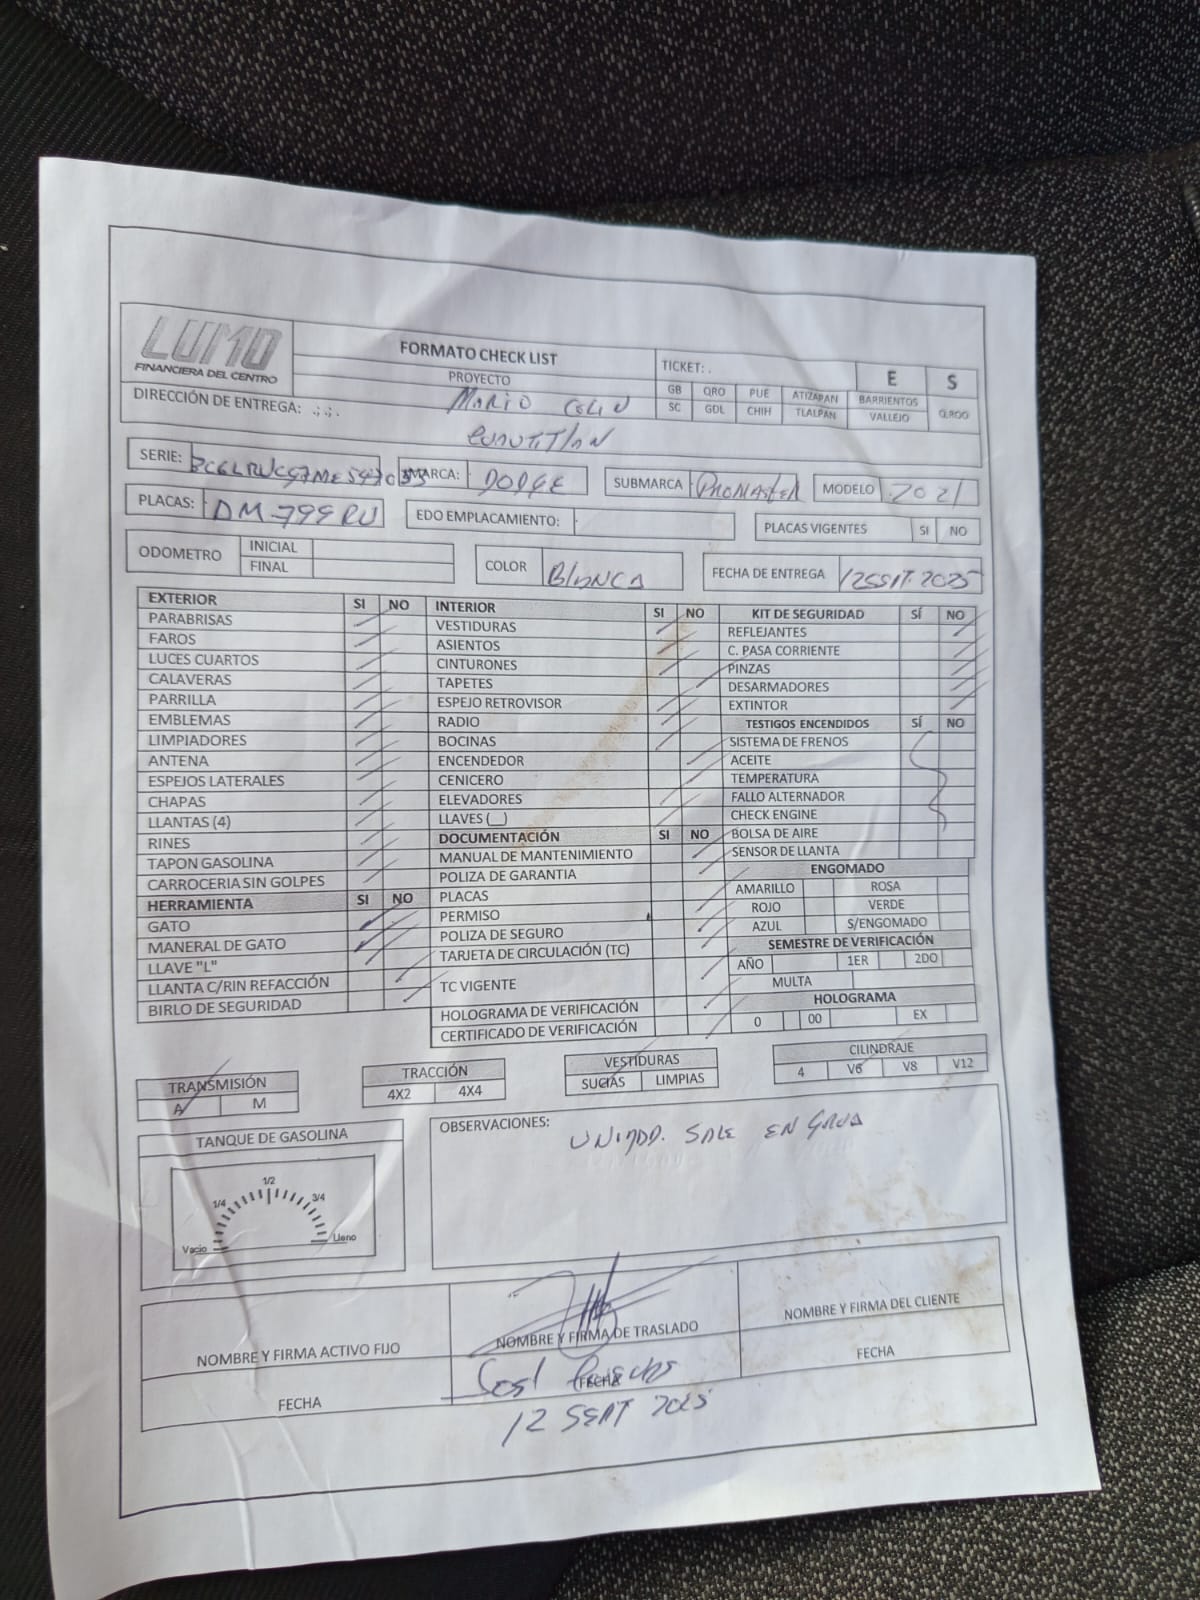 LUMO
FINANCIERA DEL CENTRO
FORMATO CHECK LIST
PROYECTO
TICKET: .
E S
GB QRO PUE ATIZAPAN BARRIENTOS
SC GDL CHIH TLALPAN VALLEJO Q.ROO
DIRECCIÓN DE ENTREGA: .;;.
MARIO COLIN
CUAUTITLAN
SERIE: MARCA: DODGE SUBMARCA PROMASTER MODELO 2021
PLACAS: EDO EMPLACAMIENTO: PLACAS VIGENTES SI NO
ODOMETRO INICIAL
FINAL
COLOR BLANCA FECHA DE ENTREGA 12 SEPT. 2025
EXTERIOR SI NO
PARABRISAS
FAROS
LUCES CUARTOS
CALAVERAS
PARRILLA
EMBLEMAS
LIMPIADORES
ANTENA
ESPEJOS LATERALES
CHAPAS
LLANTAS (4)
RINES
TAPON GASOLINA
CARROCERIA SIN GOLPES
HERRAMIENTA SI NO
GATO
MANERAL DE GATO
LLAVE "L"
LLANTA C/RIN REFACCIÓN
BIRLO DE SEGURIDAD
INTERIOR SI NO
VESTIDURAS
ASIENTOS
CINTURONES
TAPETES
ESPEJO RETROVISOR
RADIO
BOCINAS
ENCENDEDOR
CENICERO
ELEVADORES
LLAVES (__)
DOCUMENTACIÓN SI NO
MANUAL DE MANTENIMIENTO
POLIZA DE GARANTIA
PLACAS
PERMISO
POLIZA DE SEGURO
TARJETA DE CIRCULACIÓN (TC)
TC VIGENTE
HOLOGRAMA DE VERIFICACIÓN
CERTIFICADO DE VERIFICACIÓN
KIT DE SEGURIDAD SÍ NO
REFLEJANTES
C. PASA CORRIENTE
PINZAS
DESARMADORES
EXTINTOR
TESTIGOS ENCENDIDOS SÍ NO
SISTEMA DE FRENOS
ACEITE
TEMPERATURA
FALLO ALTERNADOR
CHECK ENGINE
BOLSA DE AIRE
SENSOR DE LLANTA
ENGOMADO
AMARILLO ROSA
ROJO VERDE
AZUL S/ENGOMADO
SEMESTRE DE VERIFICACIÓN
AÑO 1ER 2DO
MULTA
HOLOGRAMA
0 00 EX
TRANSMISIÓN
A M
TRACCIÓN
4X2 4X4
VESTIDURAS
SUCIAS LIMPIAS
CILINDRAJE
4 V6 V8 V12
TANQUE DE GASOLINA
Vacio 1/4 1/2 3/4 Lleno
OBSERVACIONES:
UNIDAD. SALE EN GRUA
NOMBRE Y FIRMA ACTIVO FIJO
FECHA
NOMBRE Y FIRMA DE TRASLADO
FECHA
12 SEPT 2025
NOMBRE Y FIRMA DEL CLIENTE
FECHA